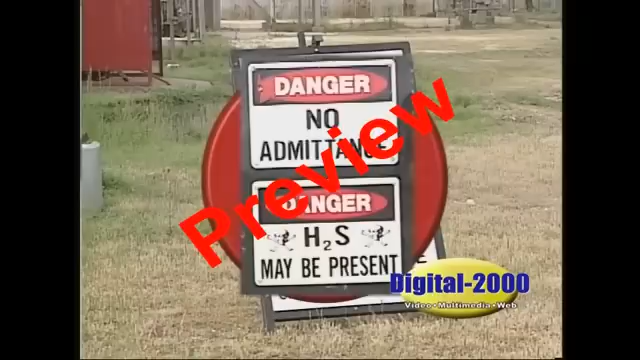 DANGER
NO
ADMITTANCE
DANGER
H₂S
MAY BE PRESENT
Preview
Digital-2000
Video•Multimedia•Web